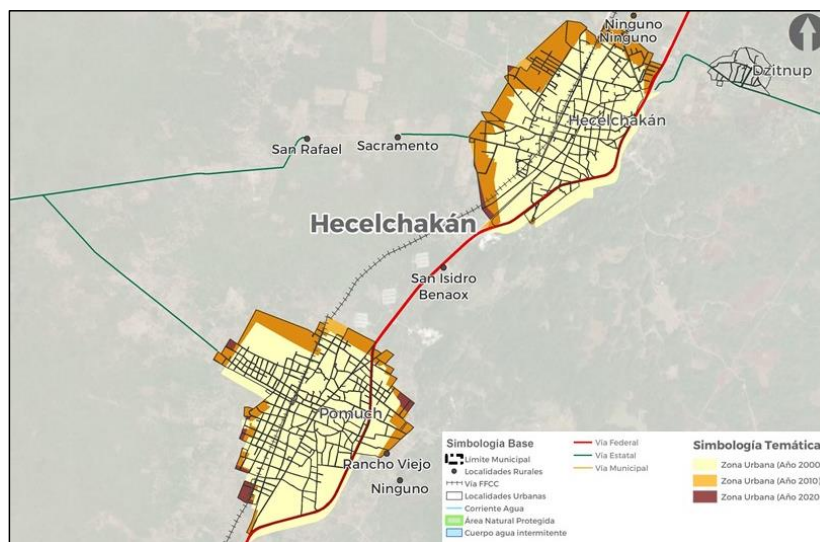 Ninguno
Ninguno
Dzitnup
Hecelchakán
San Rafael
Sacramento
Hecelchakán
San Isidro
Benaox
Pomuch
Rancho Viejo
Ninguno
Simbología Base
Límite Municipal
Localidades Rurales
Vía FFCC
Localidades Urbanas
Corriente Agua
Área Natural Protegida
Cuerpo agua intermitente
Vía Federal
Vía Estatal
Vía Municipal
Simbología Temática
Zona Urbana (Año 2000)
Zona Urbana (Año 2010)
Zona Urbana (Año 2020)